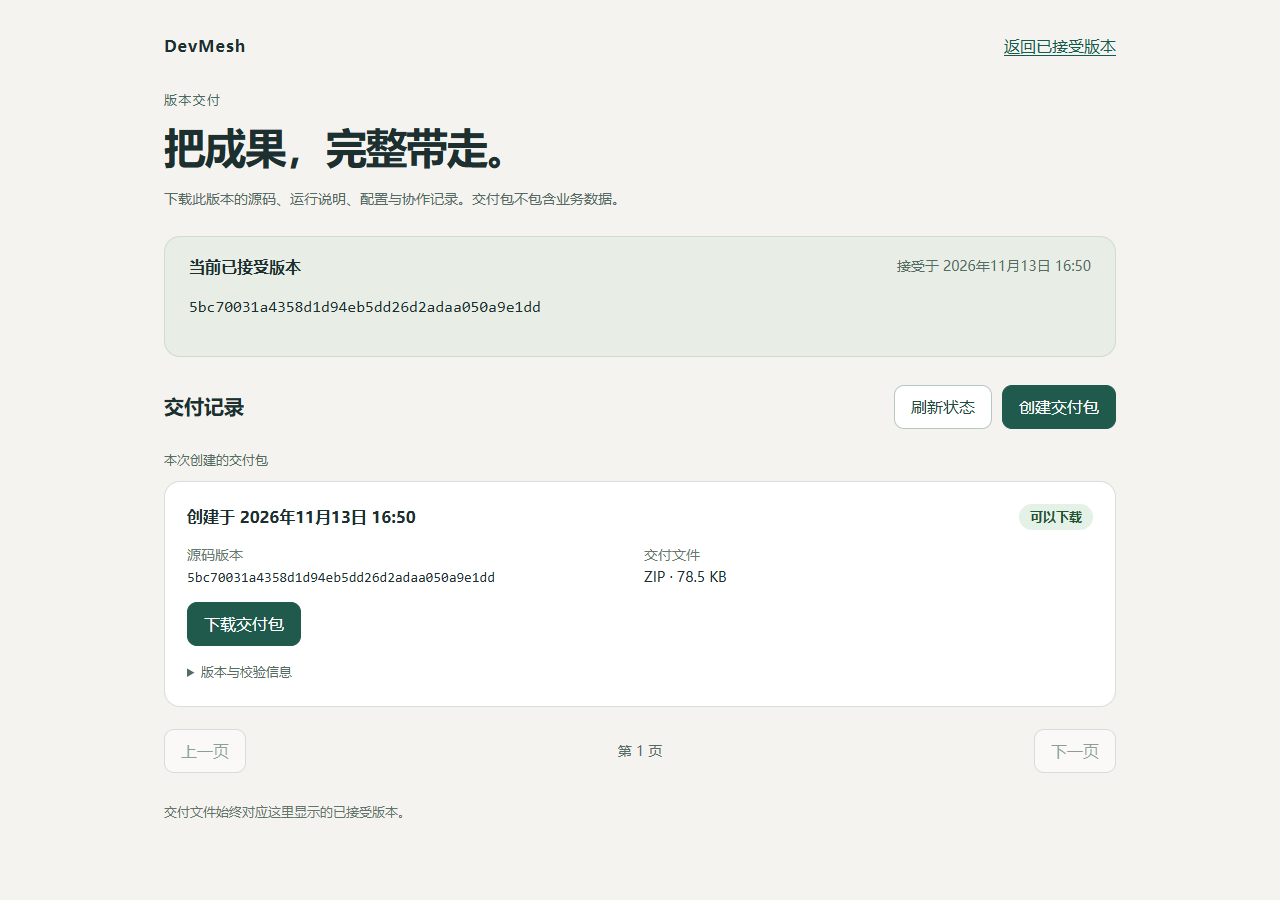 DevMesh
返回已接受版本
版本交付
把成果，完整带走。
下载此版本的源码、运行说明、配置与协作记录。交付包不包含业务数据。
当前已接受版本
接受于 2026年11月13日 16:50
5bc70031a4358d1d94eb5dd26d2adaa050a9e1dd
交付记录
刷新状态
创建交付包
本次创建的交付包
创建于 2026年11月13日 16:50
可以下载
源码版本
交付文件
5bc70031a4358d1d94eb5dd26d2adaa050a9e1dd
ZIP · 78.5 KB
下载交付包
版本与校验信息
上一页
第 1 页
下一页
交付文件始终对应这里显示的已接受版本。